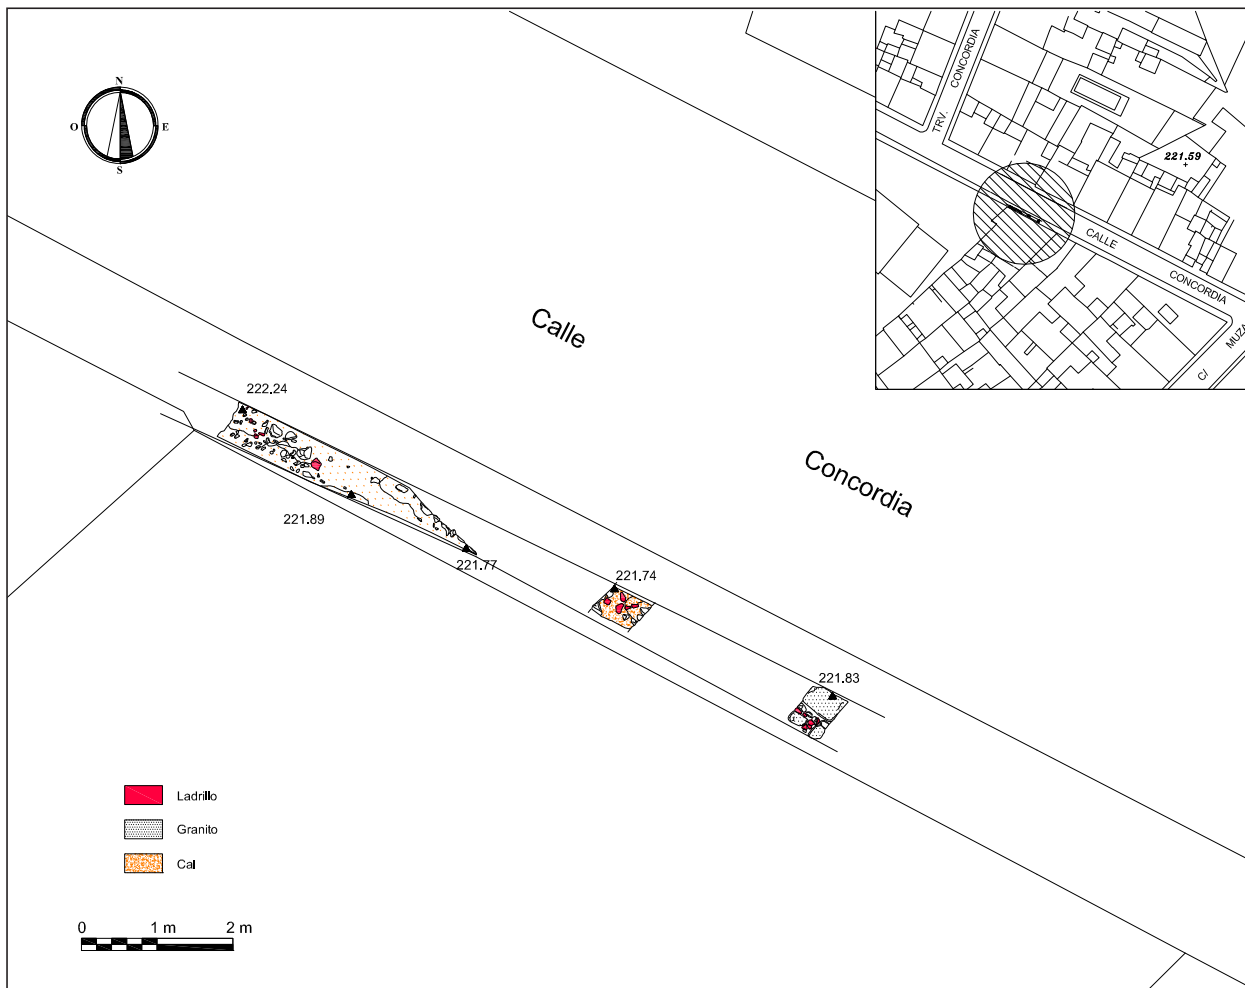 N
O
E
S
TRV. CONCORDIA
221.59
CALLE
CONCORDIA
C/
MUZA
Calle
Concordia
222.24
221.89
221.77
221.74
221.83
Ladrillo
Granito
Cal
0 1 m 2 m